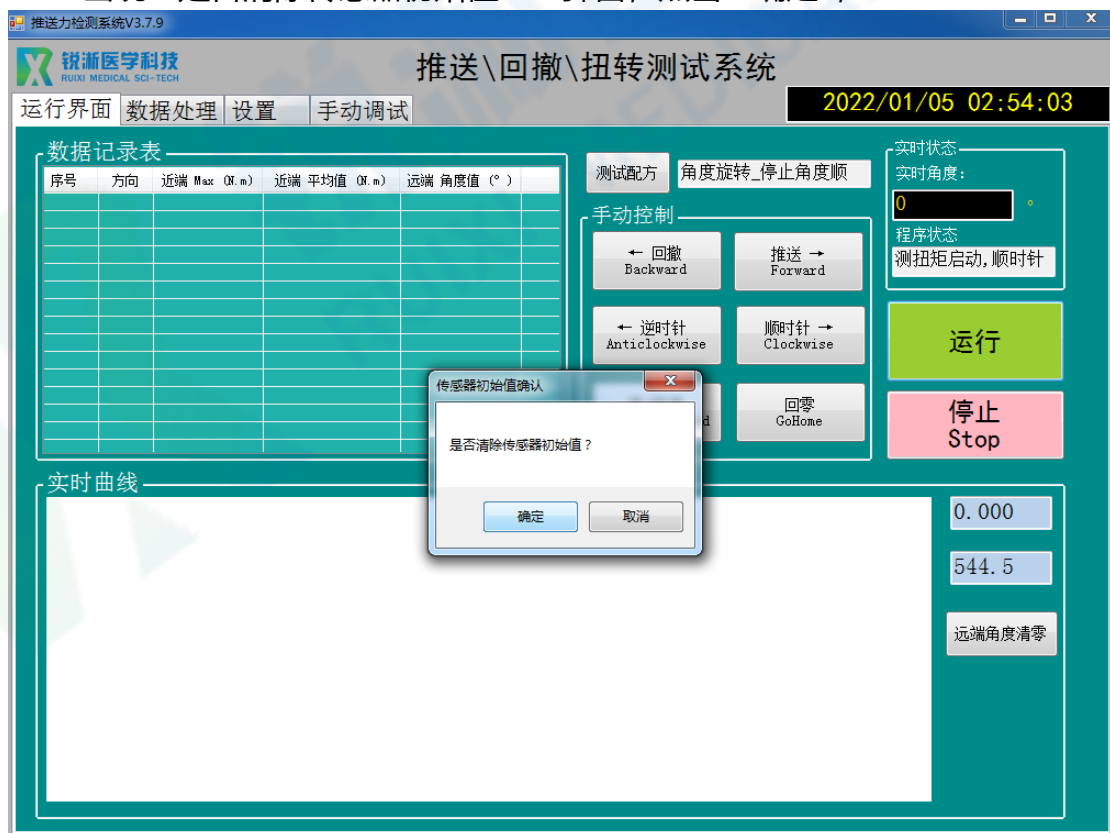 推送力检测系统V3.7.9
锐淅医学科技
RUIXI MEDICAL SCI-TECH
推送\回撤\扭转测试系统
运行界面 数据处理 设置 手动调试
2022/01/05 02:54:03
数据记录表
序号 方向 近端 Max (N.m) 近端 平均值 (N.m) 远端 角度值 (°)
测试配方 角度旋转_停止角度顺
手动控制
← 回撤
Backward
推送 →
Forward
← 逆时针
Anticlockwise
顺时针 →
Clockwise
回零
GoHome
实时状态
实时角度:
0 °
程序状态
测扭矩启动,顺时针
运行
停止
Stop
传感器初始值确认
是否清除传感器初始值?
确定 取消
实时曲线
0.000
544.5
远端角度清零